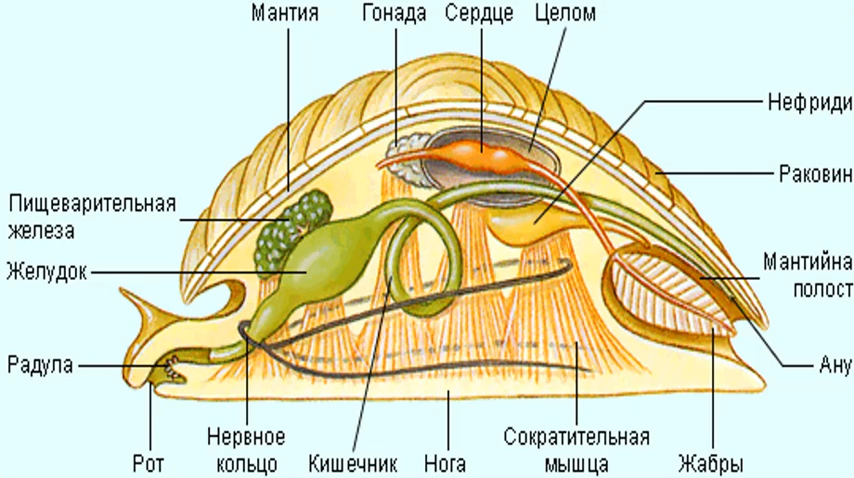 Мантия
Гонада
Сердце
Целом
Нефриди
Раковин
Пищеварительная
железа
Желудок
Мантийна
полост
Радула
Ану
Рот
Нервное
кольцо
Кишечник
Нога
Сократительная
мышца
Жабры